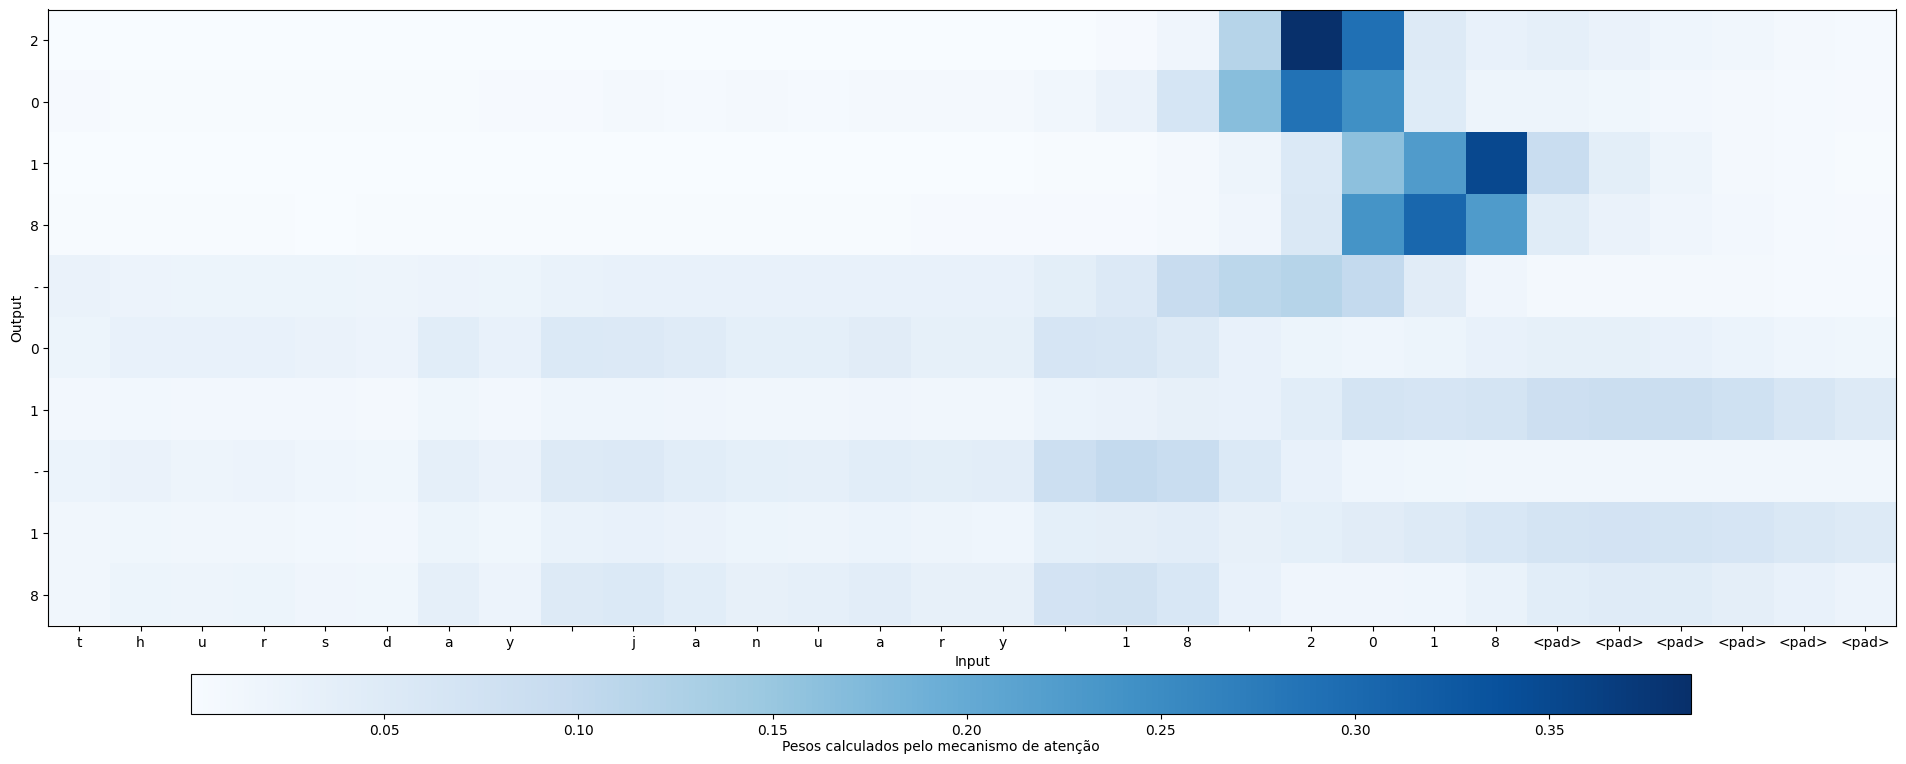 2
0
1
8
-
0
1
-
1
8
Output
t h u r s d a y j a n u a r y 1 8 2 0 1 8 <pad> <pad> <pad> <pad> <pad> <pad>
Input
0.05 0.10 0.15 0.20 0.25 0.30 0.35
Pesos calculados pelo mecanismo de atenção